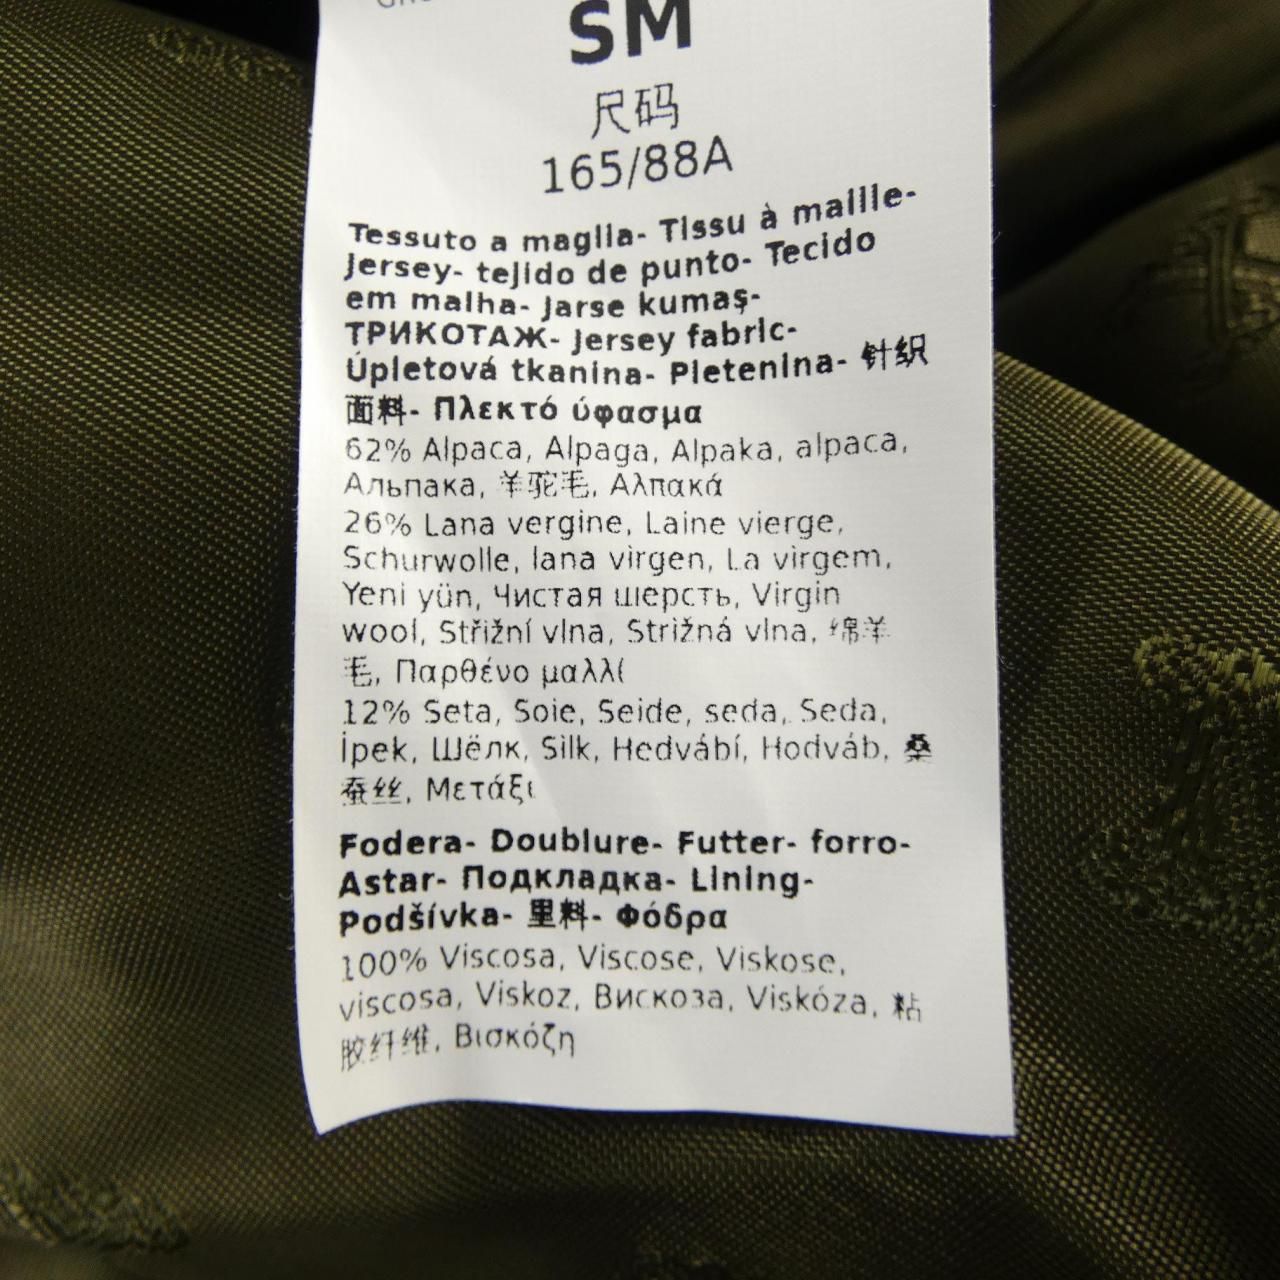 SM
尺码
165/88A
Tessuto a maglia- Tissu à maille-
Jersey- tejido de punto- Tecido
em malha- Jarse kumaş-
ТРИКОТАЖ- Jersey fabric-
Úpletová tkanina- Pletenina- 针织
面料- Πλεκτό ύφασμα
62% Alpaca, Alpaga, Alpaka, alpaca,
Альпака, 羊驼毛, Αλπακά
26% Lana vergine, Laine vierge,
Schurwolle, lana virgen, La virgem,
Yeni yün, Чистая шерсть, Virgin
wool, Střižní vlna, Strižná vlna, 绵羊
毛, Παρθένο μαλλί
12% Seta, Soie, Seide, seda, Seda,
İpek, Шёлк, Silk, Hedvábí, Hodváb, 桑
蚕丝, Μετάξι
Fodera- Doublure- Futter- forro-
Astar- Подкладка- Lining-
Podšívka- 里料- Φόδρα
100% Viscosa, Viscose, Viskose,
viscosa, Viskoz, Вискоза, Viskóza, 粘
胶纤维, Βισκόζη